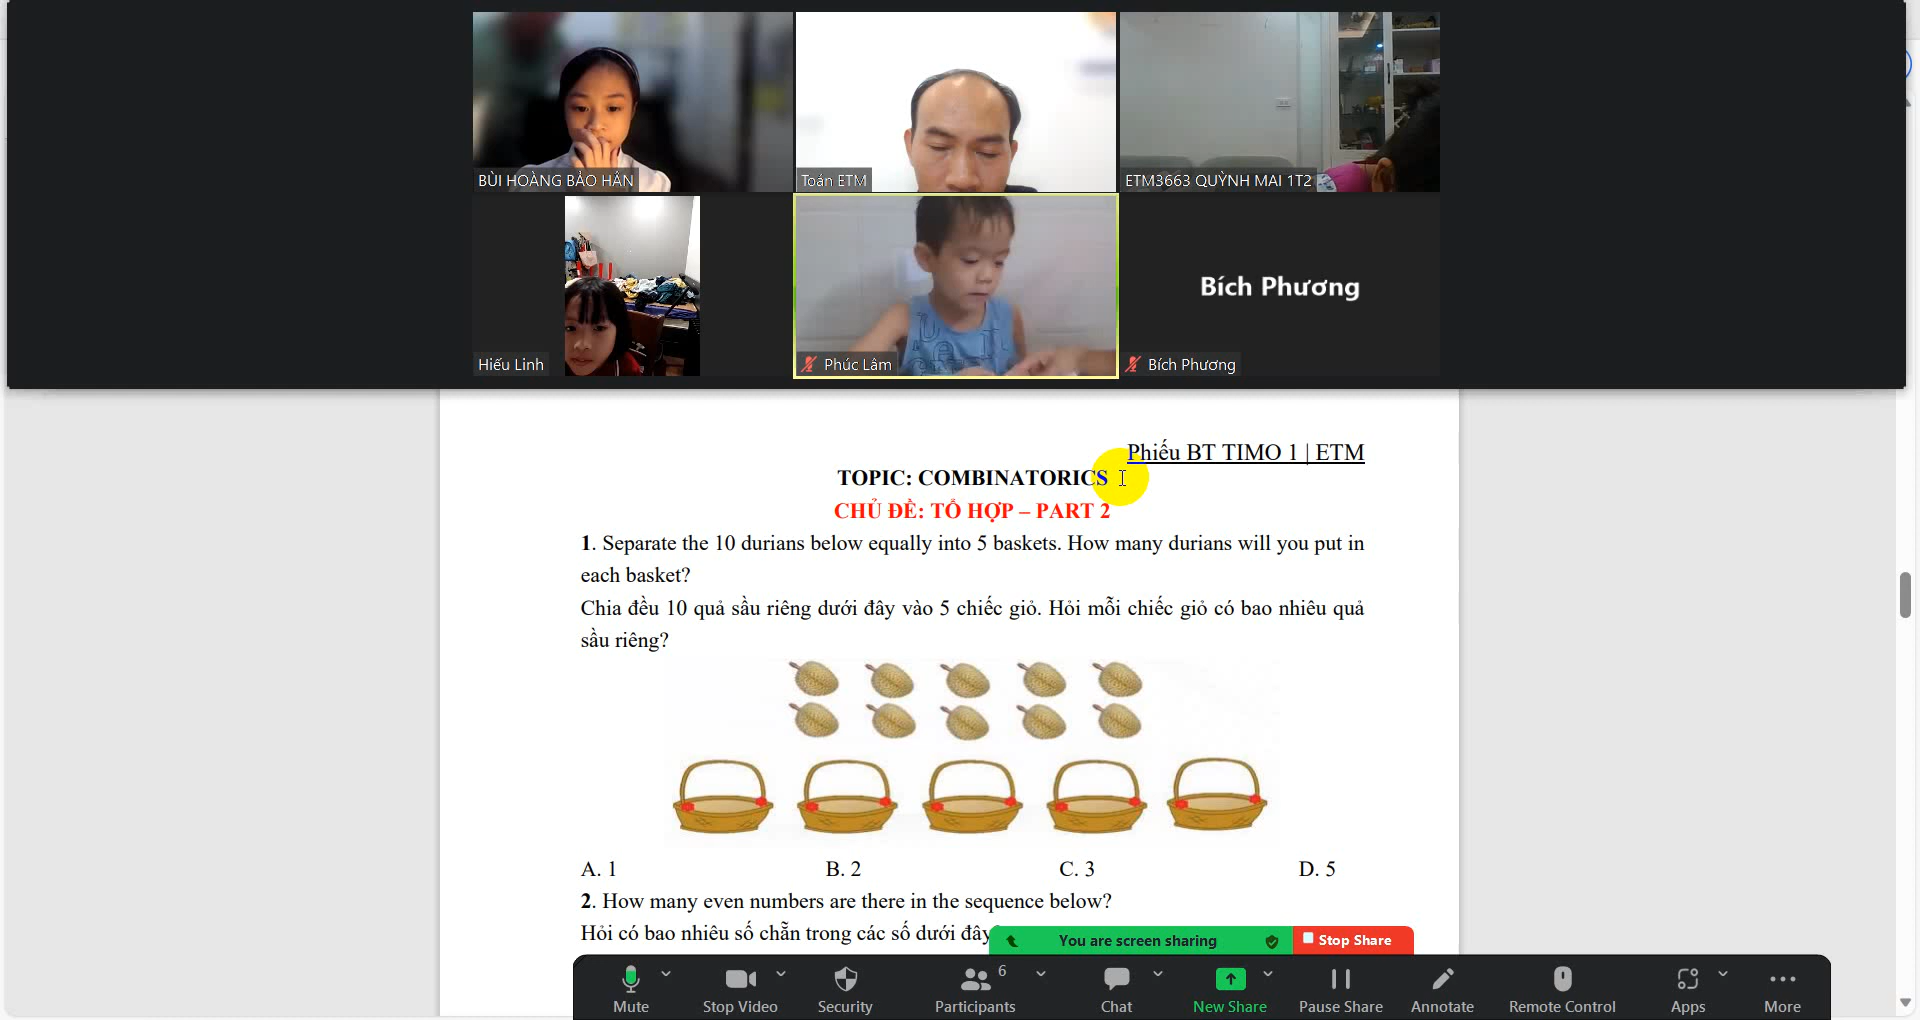 BÙI HOÀNG BẢO HÂN
Toán ETM
ETM3663 QUỲNH MAI 1T2
Hiếu Linh
Phúc Lâm
Bích Phương
Bích Phương
Phiếu BT TIMO 1 | ETM
TOPIC: COMBINATORICS
CHỦ ĐỀ: TỔ HỢP – PART 2
1. Separate the 10 durians below equally into 5 baskets. How many durians will you put in
each basket?
Chia đều 10 quả sầu riêng dưới đây vào 5 chiếc giỏ. Hỏi mỗi chiếc giỏ có bao nhiêu quả
sầu riêng?
A. 1 B. 2 C. 3 D. 5
2. How many even numbers are there in the sequence below?
Hỏi có bao nhiêu số chẵn trong các số dưới đây
You are screen sharing Stop Share
6
Mute Stop Video Security Participants Chat New Share Pause Share Annotate Remote Control Apps More